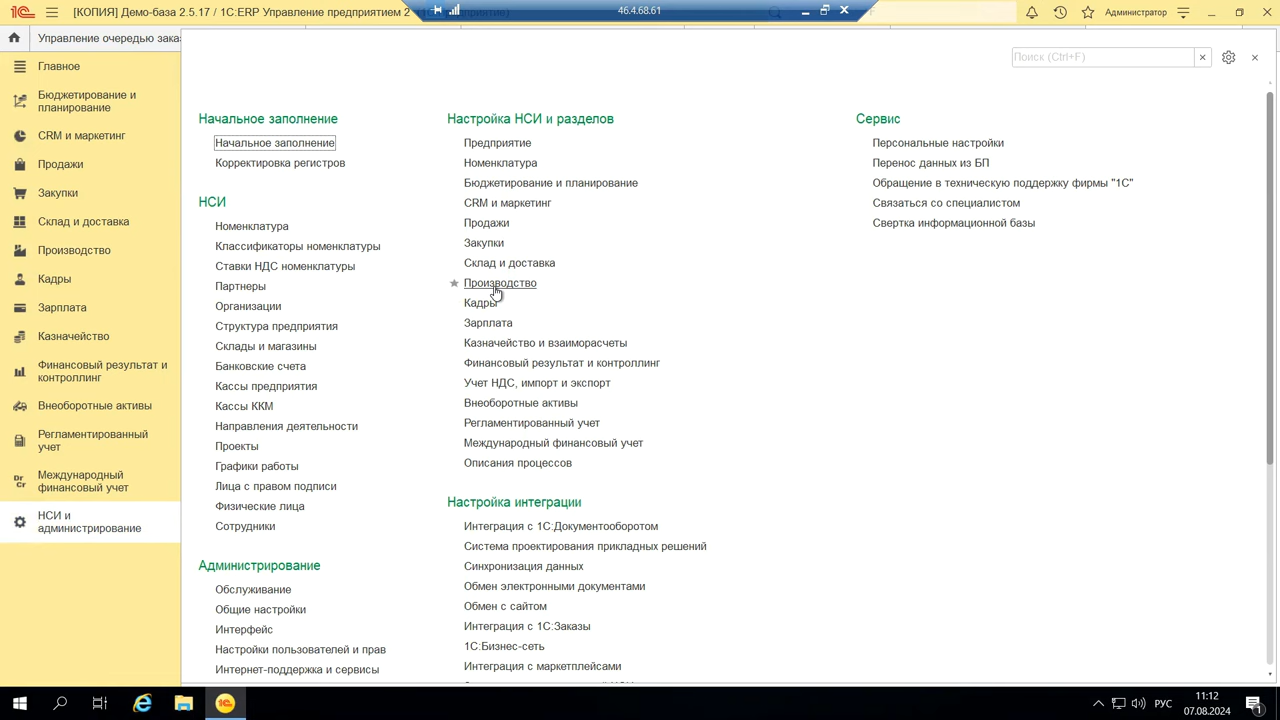 [КОПИЯ] Демо-база 2.5.17 / 1С:ERP Управление предприятием 2
46.4.68.61
Администратор
Управление очередью зака
Поиск (Ctrl+F)
Главное
Бюджетирование и
планирование
CRM и маркетинг
Продажи
Закупки
Склад и доставка
Производство
Кадры
Зарплата
Казначейство
Финансовый результат и
контроллинг
Внеоборотные активы
Регламентированный
учет
Международный
финансовый учет
НСИ и
администрирование
Начальное заполнение
Начальное заполнение
Корректировка регистров
НСИ
Номенклатура
Классификаторы номенклатуры
Ставки НДС номенклатуры
Партнеры
Организации
Структура предприятия
Склады и магазины
Банковские счета
Кассы предприятия
Кассы ККМ
Направления деятельности
Проекты
Графики работы
Лица с правом подписи
Физические лица
Сотрудники
Администрирование
Обслуживание
Общие настройки
Интерфейс
Настройки пользователей и прав
Интернет-поддержка и сервисы
Настройка НСИ и разделов
Предприятие
Номенклатура
Бюджетирование и планирование
CRM и маркетинг
Продажи
Закупки
Склад и доставка
Производство
Кадры
Зарплата
Казначейство и взаиморасчеты
Финансовый результат и контроллинг
Учет НДС, импорт и экспорт
Внеоборотные активы
Регламентированный учет
Международный финансовый учет
Описания процессов
Настройка интеграции
Интеграция с 1С:Документооборотом
Система проектирования прикладных решений
Синхронизация данных
Обмен электронными документами
Обмен с сайтом
Интеграция с 1С:Заказы
1С:Бизнес-сеть
Интеграция с маркетплейсами
Сервис
Персональные настройки
Перенос данных из БП
Обращение в техническую поддержку фирмы "1С"
Связаться со специалистом
Свертка информационной базы
РУС
11:12
07.08.2024